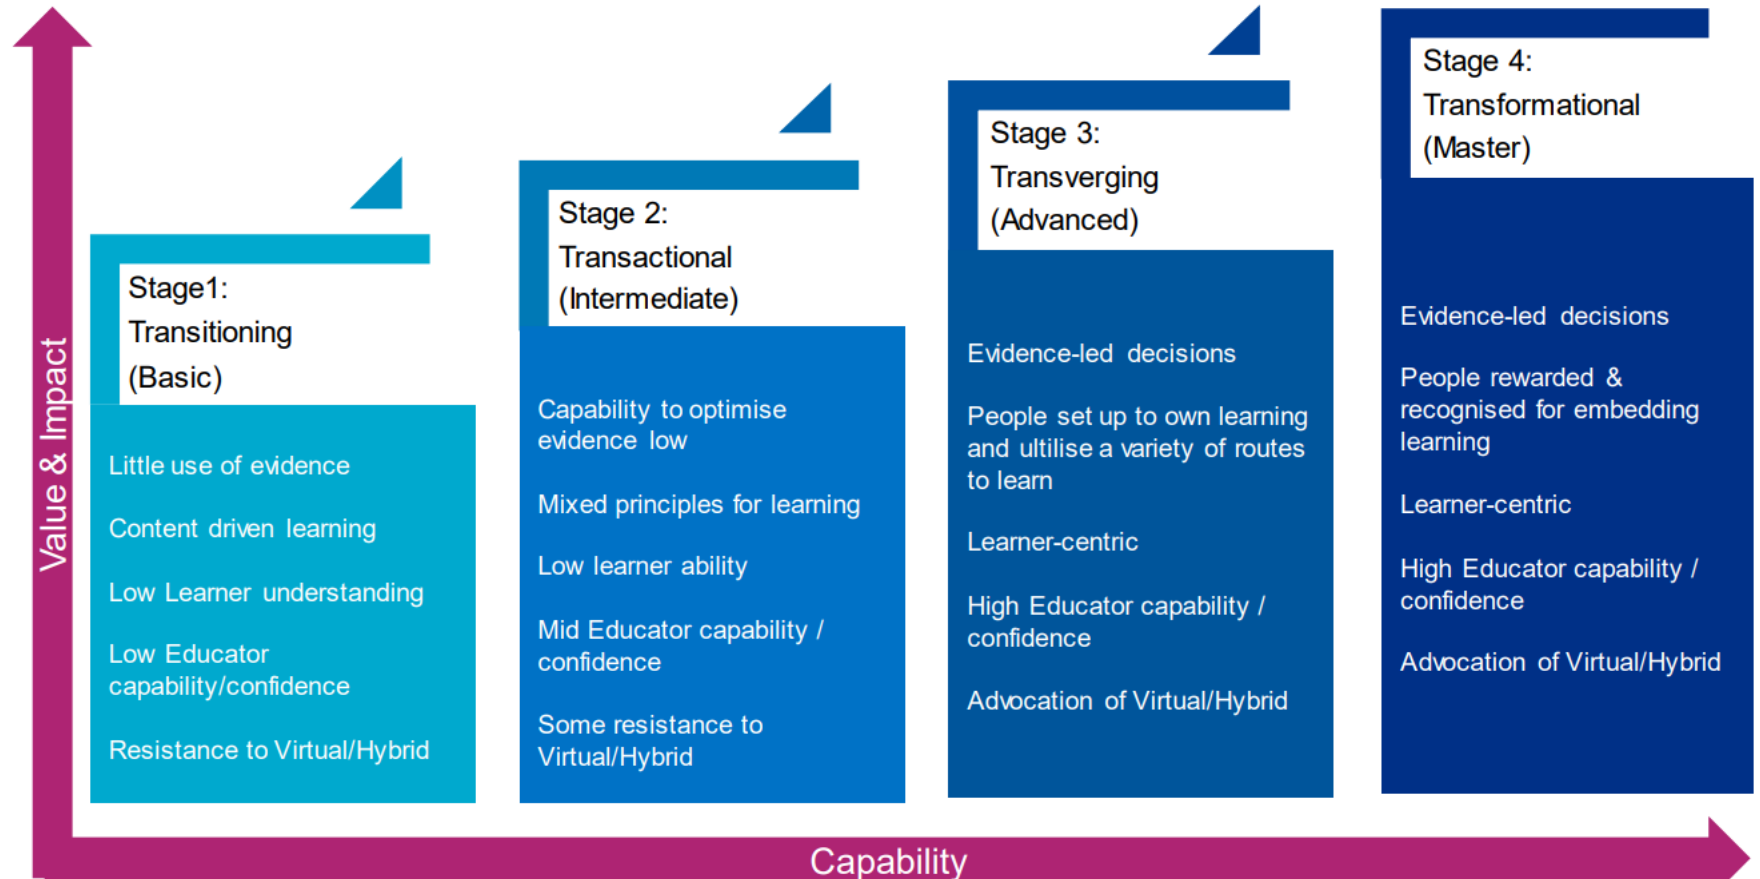 Value & Impact
Stage1:
Transitioning
(Basic)
Little use of evidence
Content driven learning
Low Learner understanding
Low Educator
capability/confidence
Resistance to Virtual/Hybrid
Stage 2:
Transactional
(Intermediate)
Capability to optimise
evidence low
Mixed principles for learning
Low learner ability
Mid Educator capability /
confidence
Some resistance to
Virtual/Hybrid
Stage 3:
Transverging
(Advanced)
Evidence-led decisions
People set up to own learning
and ultilise a variety of routes
to learn
Learner-centric
High Educator capability /
confidence
Advocation of Virtual/Hybrid
Stage 4:
Transformational
(Master)
Evidence-led decisions
People rewarded &
recognised for embedding
learning
Learner-centric
High Educator capability /
confidence
Advocation of Virtual/Hybrid
Capability